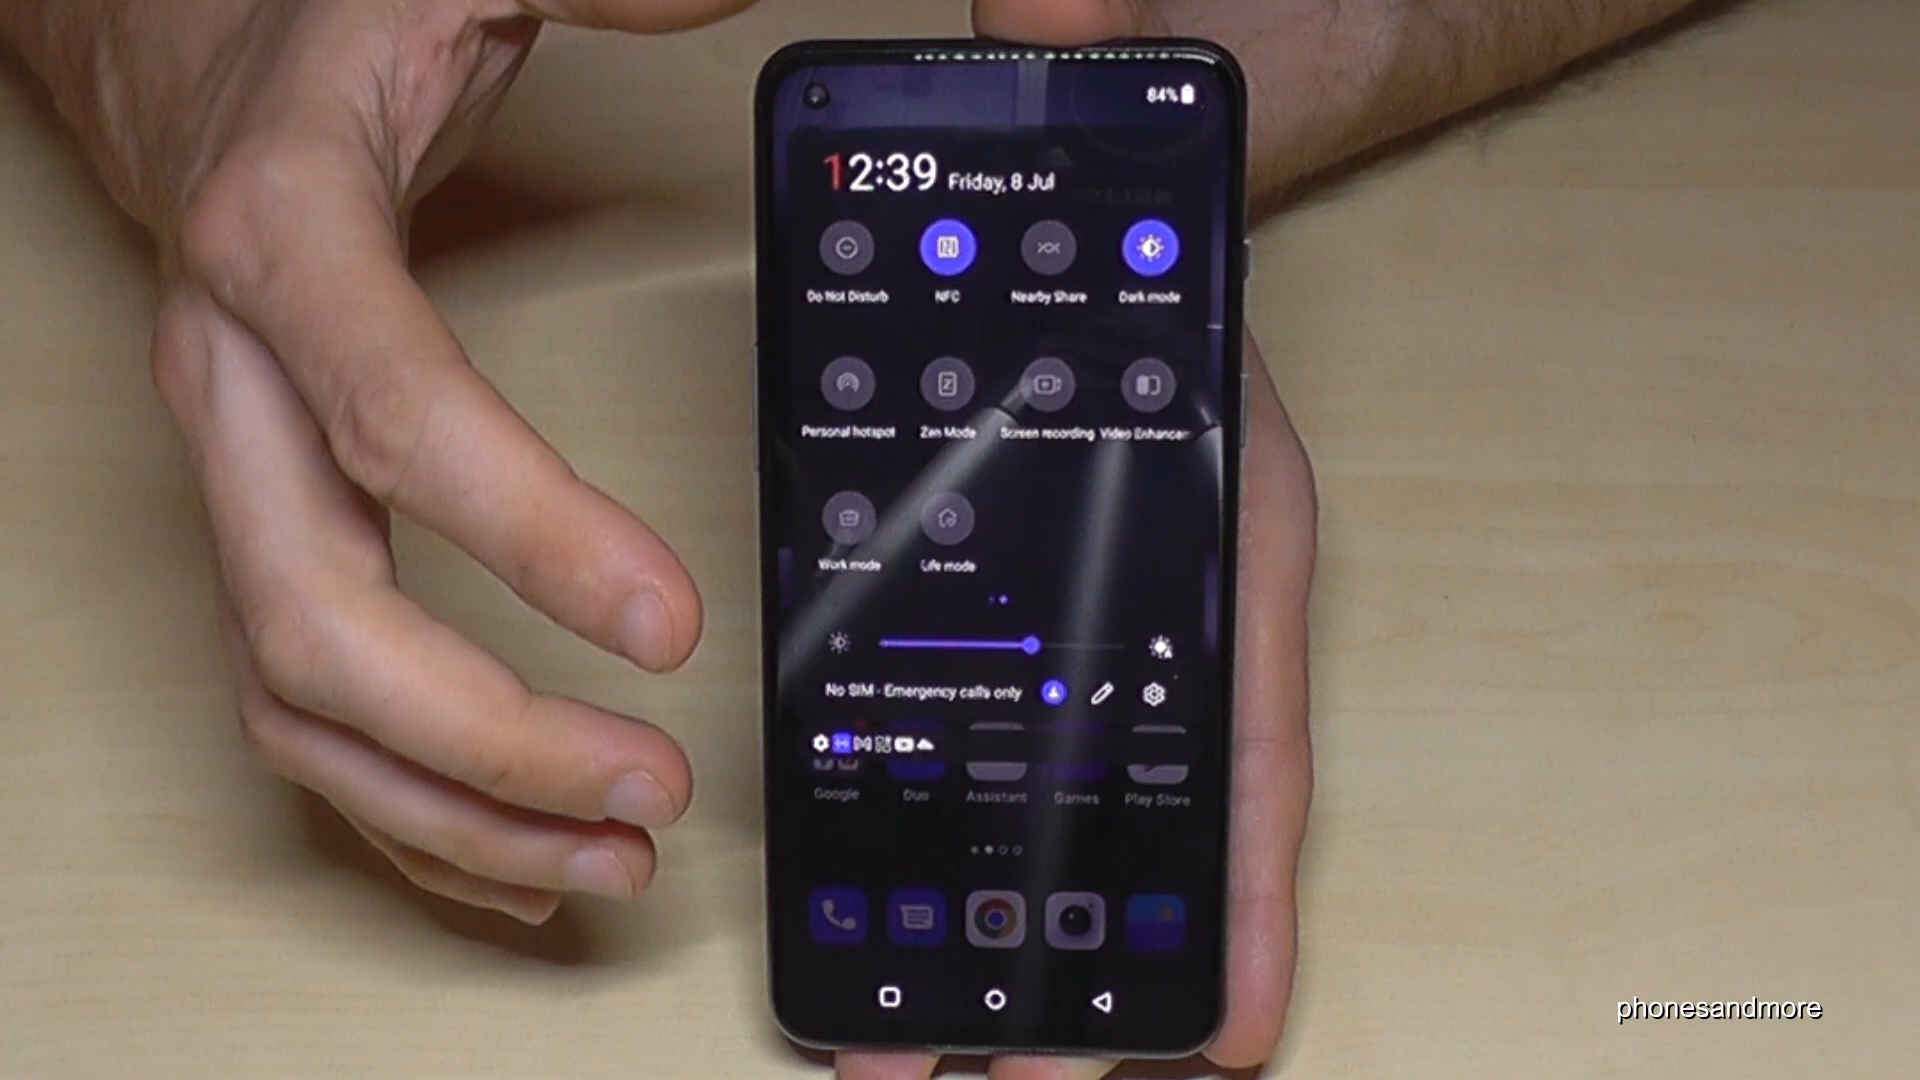 84%
12:39 Friday, 8 Jul
Do Not Disturb NFC Nearby Share Dark mode
Personal hotspot Zen Mode Screen recording Video Enhancer
Work mode Life mode
No SIM - Emergency calls only
Google Duo Assistant Games Play Store
phonesandmore